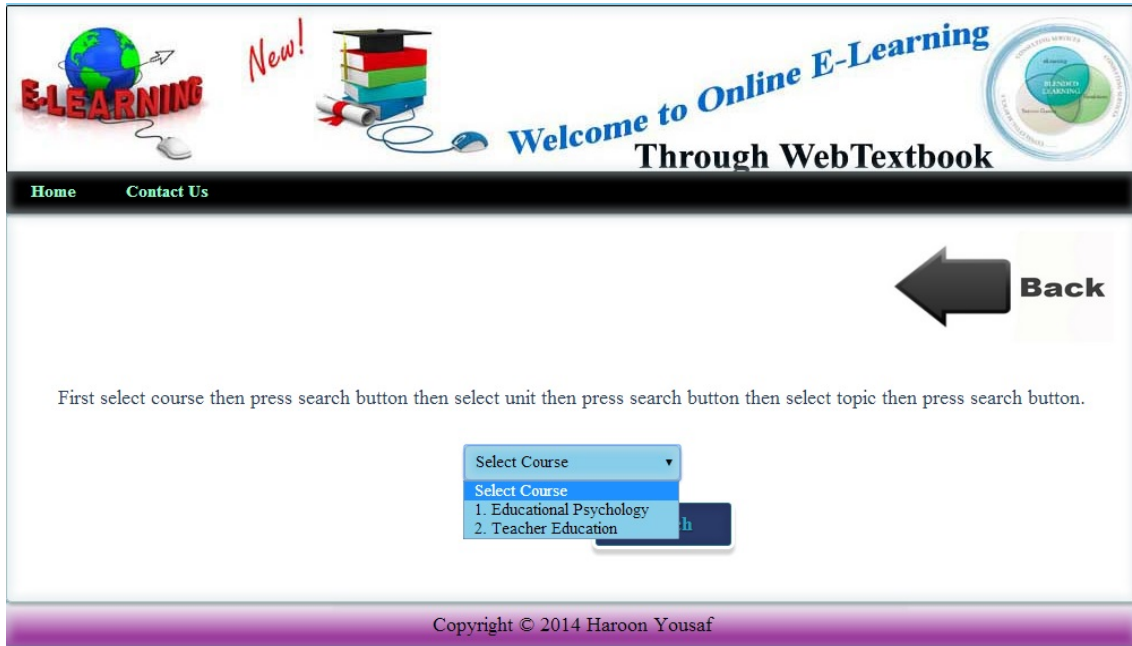 E-LEARNING
New!
Welcome to Online E-Learning
Through WebTextbook
BLENDED
LEARNING
Home Contact Us
Back
First select course then press search button then select unit then press search button then select topic then press search button.
Select Course
Select Course
1. Educational Psychology
2. Teacher Education
Copyright © 2014 Haroon Yousaf